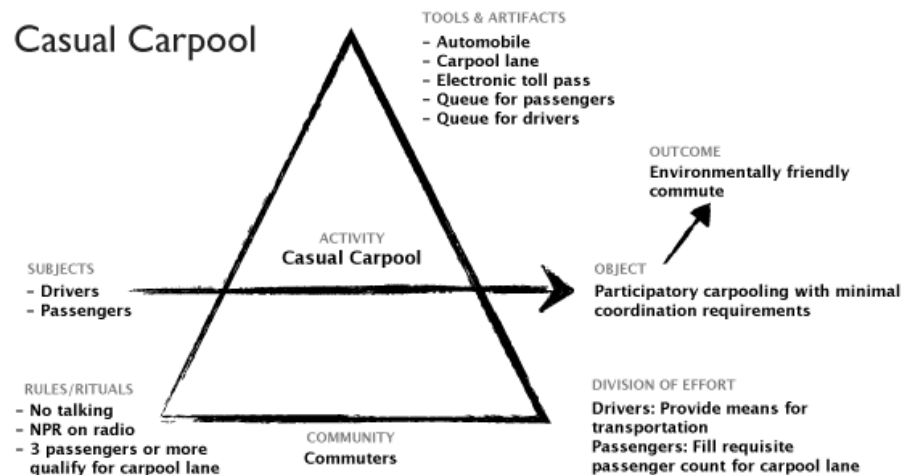 Casual Carpool
TOOLS & ARTIFACTS
- Automobile
- Carpool lane
- Electronic toll pass
- Queue for passengers
- Queue for drivers
OUTCOME
Environmentally friendly
commute
ACTIVITY
Casual Carpool
SUBJECTS
- Drivers
- Passengers
OBJECT
Participatory carpooling with minimal
coordination requirements
RULES/RITUALS
- No talking
- NPR on radio
- 3 passengers or more
qualify for carpool lane
COMMUNITY
Commuters
DIVISION OF EFFORT
Drivers: Provide means for
transportation
Passengers: Fill requisite
passenger count for carpool lane